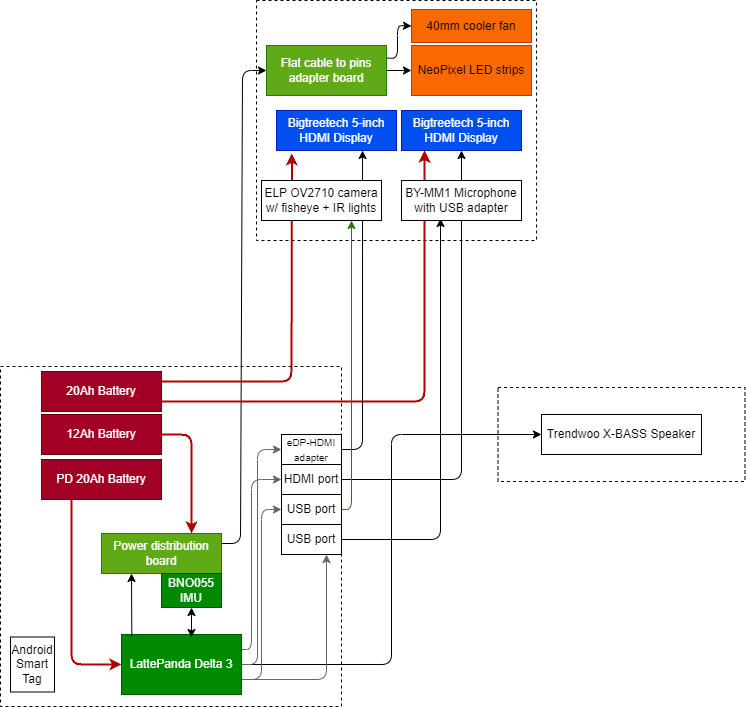 40mm cooler fan
Flat cable to pins
adapter board
NeoPixel LED strips
Bigtreetech 5-inch
HDMI Display
Bigtreetech 5-inch
HDMI Display
ELP OV2710 camera
w/ fisheye + IR lights
BY-MM1 Microphone
with USB adapter
20Ah Battery
12Ah Battery
PD 20Ah Battery
eDP-HDMI
adapter
HDMI port
USB port
USB port
Trendwoo X-BASS Speaker
Power distribution
board
BNO055
IMU
LattePanda Delta 3
Android
Smart
Tag